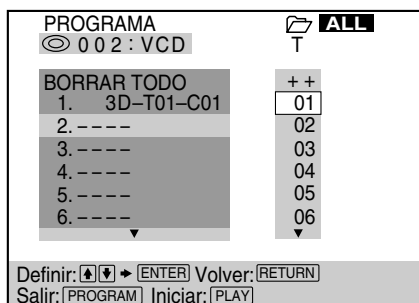 PROGRAMA ALL
002:VCD T
BORRAR TODO ++
1. 3D–T01–C01 01
2. – – – – 02
3. – – – – 03
4. – – – – 04
5. – – – – 05
6. – – – – 06
Definir: ENTER Volver: RETURN
Salir: PROGRAM Iniciar: PLAY